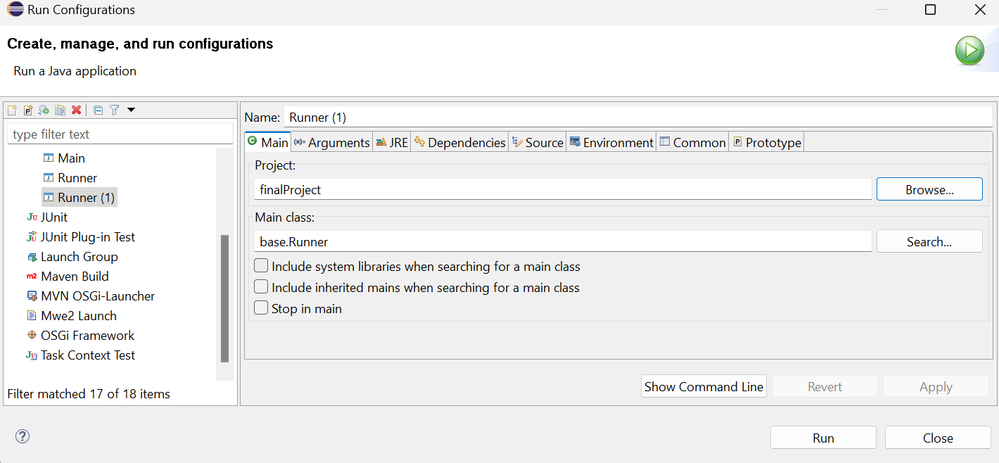 Run Configurations
Create, manage, and run configurations
Run a Java application
type filter text
Main
Runner
Runner (1)
JUnit
JUnit Plug-in Test
Launch Group
Maven Build
MVN OSGi-Launcher
Mwe2 Launch
OSGi Framework
Task Context Test
Filter matched 17 of 18 items
Name: Runner (1)
Main (x)= Arguments JRE Dependencies Source Environment Common Prototype
Project:
finalProject Browse...
Main class:
base.Runner Search...
Include system libraries when searching for a main class
Include inherited mains when searching for a main class
Stop in main
Show Command Line Revert Apply
Run Close